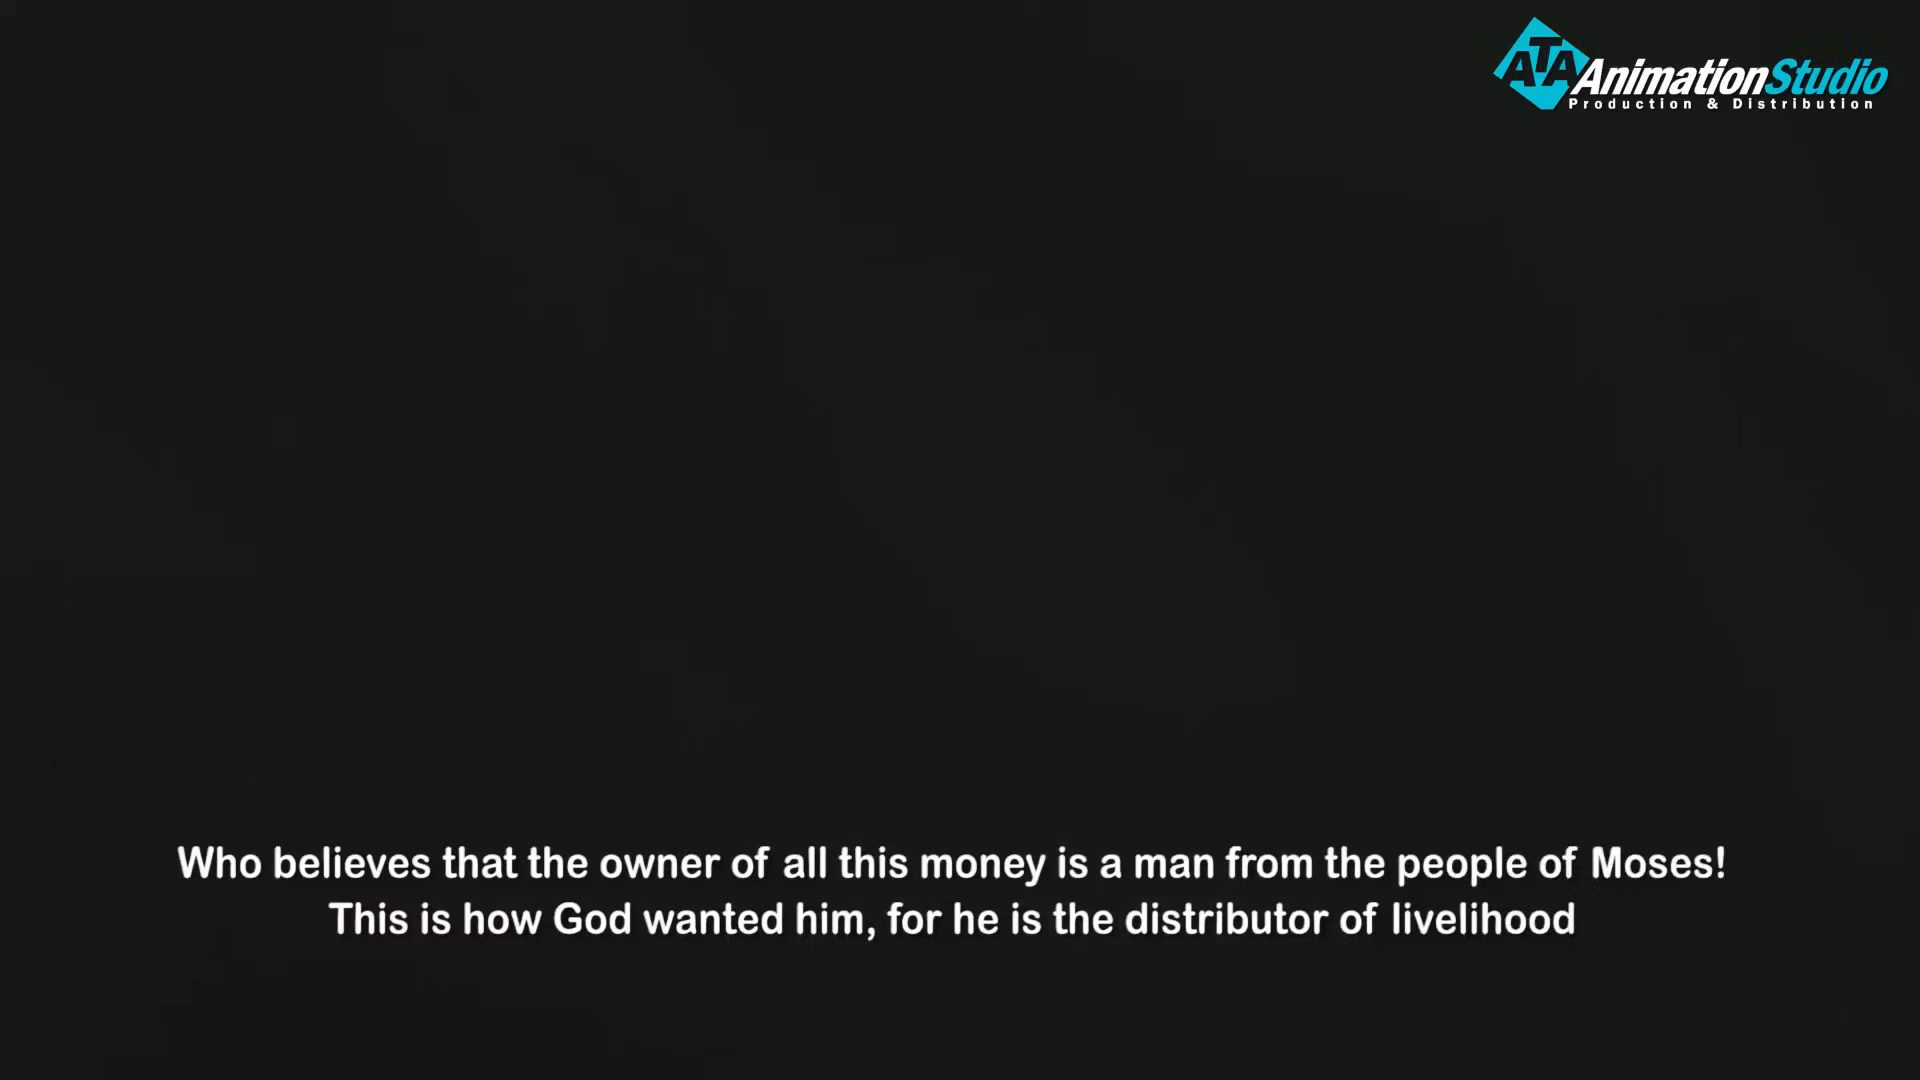 ATA AnimationStudio
Production & Distribution
Who believes that the owner of all this money is a man from the people of Moses!
This is how God wanted him, for he is the distributor of livelihood